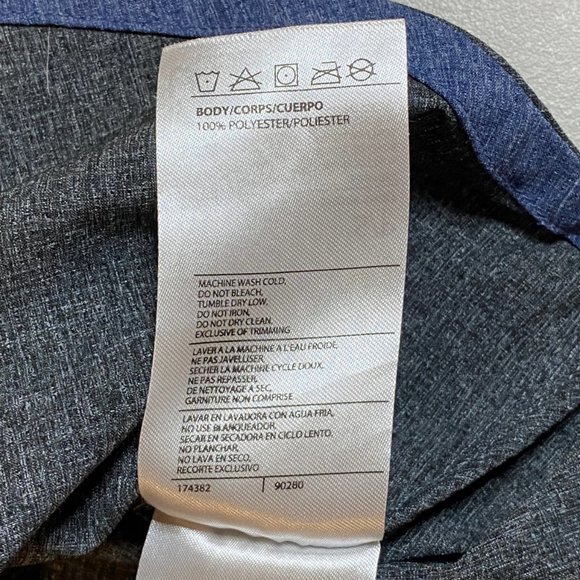 BODY/CORPS/CUERPO
100% POLYESTER/POLIESTER
MACHINE WASH COLD,
DO NOT BLEACH,
TUMBLE DRY LOW.
DO NOT IRON,
DO NOT DRY CLEAN.
EXCLUSIVE OF TRIMMING
LAVER A LA MACHINE A L'EAU FROIDE.
NE PAS JAVELLISER.
SECHER LA MACHINE CYCLE DOUX.
NE PAS REPASSER,
DE NETTOYAGE A SEC,
GARNITURE NON COMPRISE
LAVAR EN LAVADORA CON AGUA FRIA,
NO USE BLANQUEADOR.
SECAR EN SECADORA EN CICLO LENTO.
NO PLANCHAR,
NO LAVA EN SECO,
RECORTE EXCLUSIVO
174382 90280